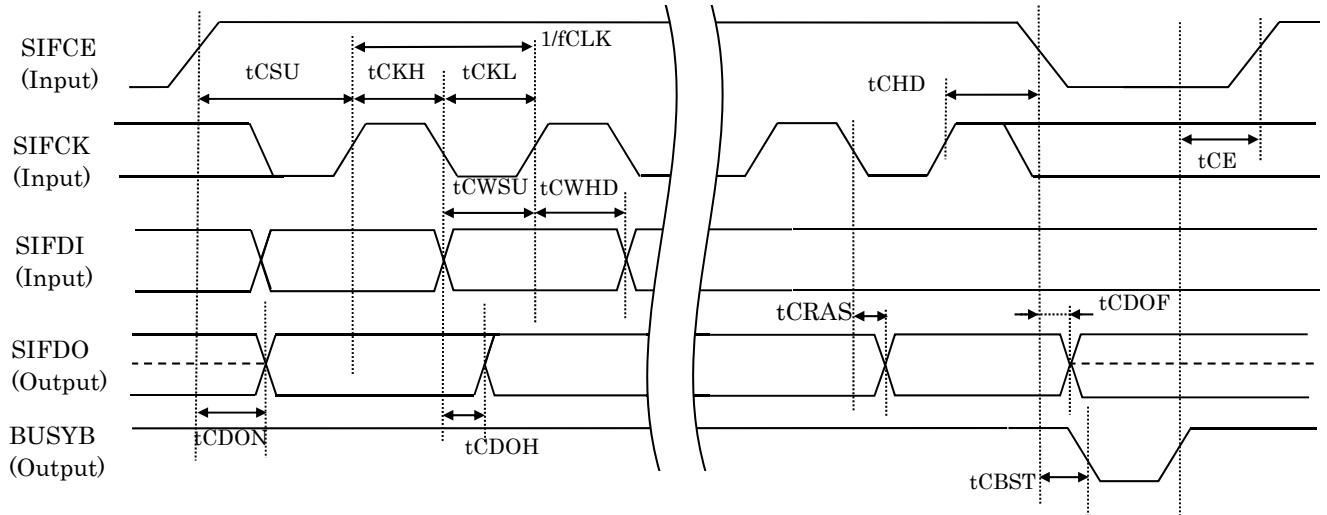 SIFCE
(Input)
1/fCLK
tCSU
tCKH
tCKL
tCHD
SIFCK
(Input)
tCE
tCWSU
tCWHD
SIFDI
(Input)
tCRAS
tCDOF
SIFDO
(Output)
tCDON
tCDOH
BUSYB
(Output)
tCBST